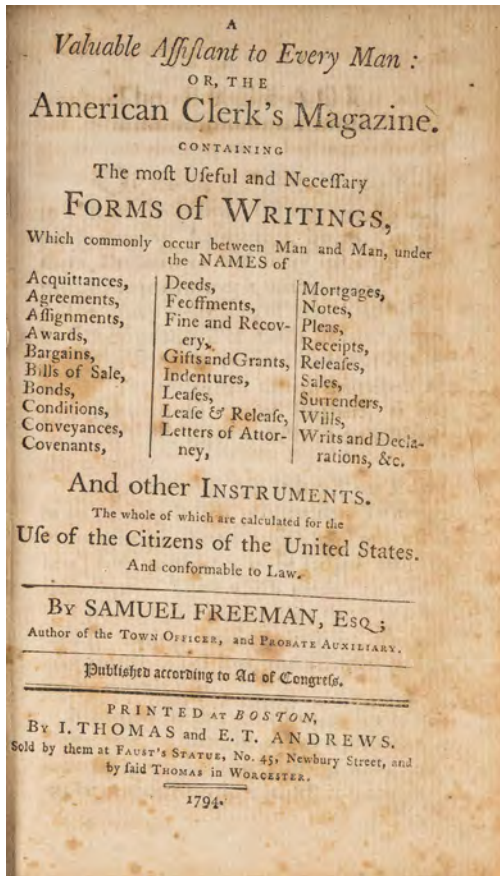 A
Valuable Aſſiſtant to Every Man :
OR, THE
American Clerk's Magazine.
CONTAINING
The moſt Uſeful and Neceſſary
FORMS of WRITINGS,
Which commonly occur between Man and Man, under
the NAMES of
Acquittances,
Agreements,
Aſſignments,
Awards,
Bargains,
Bills of Sale,
Bonds,
Conditions,
Conveyances,
Covenants,
Deeds,
Feoffments,
Fine and Recov-
ery,
Gifts and Grants,
Indentures,
Leaſes,
Leaſe & Releaſe,
Letters of Attor-
ney,
Mortgages,
Notes,
Pleas,
Receipts,
Releaſes,
Sales,
Surrenders,
Wills,
Writs and Decla-
rations, &c.
And other INSTRUMENTS.
The whole of which are calculated for the
Uſe of the Citizens of the United States.
And conformable to Law.
BY SAMUEL FREEMAN, ESQ;
Author of the TOWN OFFICER, and PROBATE AUXILIARY.
Publiſhed according to Act of Congreſs.
PRINTED AT BOSTON,
BY I. THOMAS and E. T. ANDREWS.
Sold by them at FAUST'S STATUE, No. 45, Newbury Street, and
by ſaid THOMAS in WORCESTER.
1794.